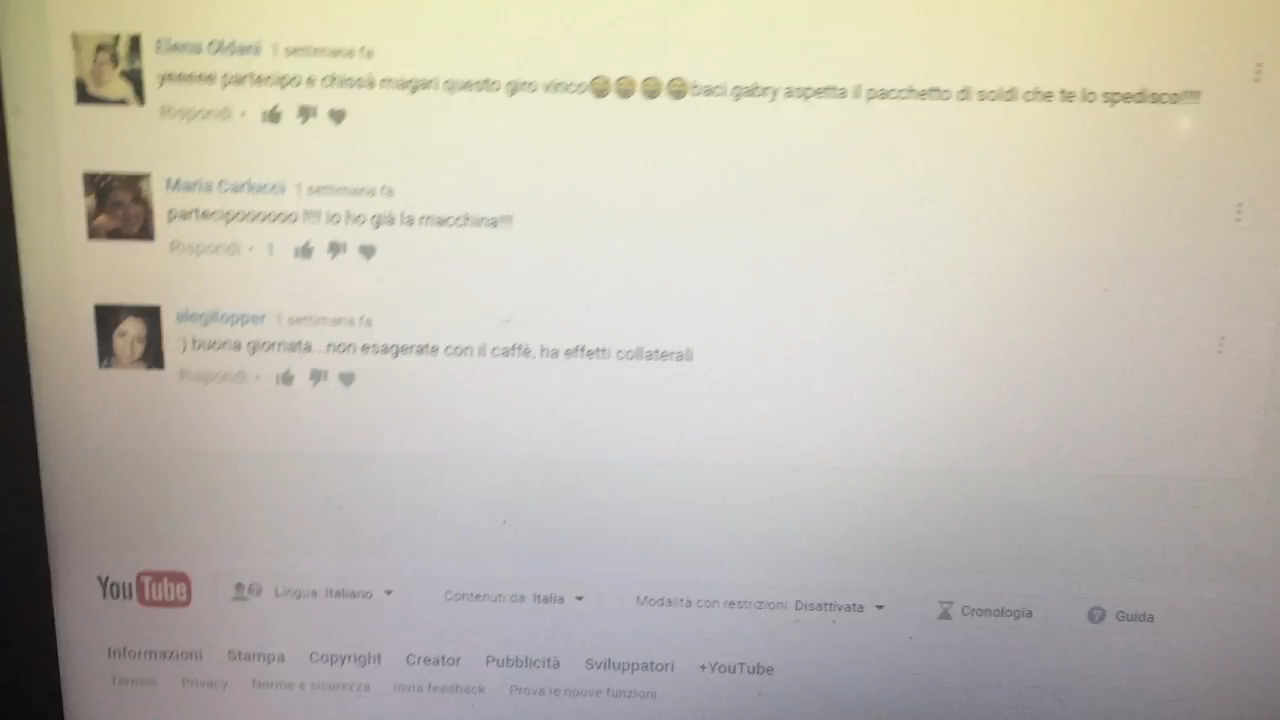 Elena Oldani 1 settimana fa
yeeeee partecipo e chissà magari questo giro vinco😄😄😄😄baci gabry aspetta il pacchetto di soldi che te lo spedisco!!!!!
Rispondi •
Maria Carlucci 1 settimana fa
partecipoooooo !!!! io ho già la macchina!!!
Rispondi • 1
alegitopper 1 settimana fa
:) buona giornata...non esagerate con il caffè, ha effetti collaterali
Rispondi •
YouTube Lingua: Italiano Contenuti da: Italia Modalità con restrizioni: Disattivata Cronologia Guida
Informazioni Stampa Copyright Creator Pubblicità Sviluppatori +YouTube
Termini Privacy Norme e sicurezza Invia feedback Prova le nuove funzioni